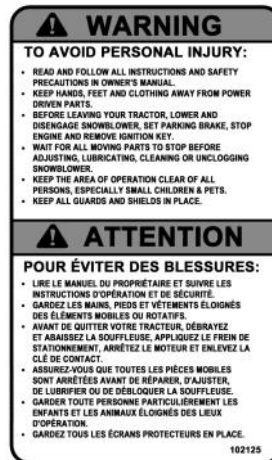 WARNING
TO AVOID PERSONAL INJURY:
• READ AND FOLLOW ALL INSTRUCTIONS AND SAFETY
PRECAUTIONS IN OWNER'S MANUAL.
• KEEP HANDS, FEET AND CLOTHING AWAY FROM POWER
DRIVEN PARTS.
• BEFORE LEAVING YOUR TRACTOR, LOWER AND
DISENGAGE SNOWBLOWER, SET PARKING BRAKE, STOP
ENGINE AND REMOVE IGNITION KEY.
• WAIT FOR ALL MOVING PARTS TO STOP BEFORE
ADJUSTING, LUBRICATING, CLEANING OR UNCLOGGING
SNOWBLOWER.
• KEEP THE AREA OF OPERATION CLEAR OF ALL
PERSONS, ESPECIALLY SMALL CHILDREN & PETS.
• KEEP ALL GUARDS AND SHIELDS IN PLACE.
ATTENTION
POUR ÉVITER DES BLESSURES:
• LIRE LE MANUEL DU PROPRIÉTAIRE ET SUIVRE LES
INSTRUCTIONS D'OPÉRATION ET DE SÉCURITÉ.
• GARDEZ LES MAINS, PIEDS ET VÊTEMENTS ÉLOIGNÉS
DES ÉLÉMENTS MOBILES OU ROTATIFS.
• AVANT DE QUITTER VOTRE TRACTEUR, DÉBRAYEZ
ET ABAISSEZ LA SOUFFLEUSE, APPLIQUEZ LE FREIN DE
STATIONNEMENT, ARRÊTEZ LE MOTEUR ET ENLEVEZ LA
CLÉ DE CONTACT.
• ASSUREZ-VOUS QUE TOUTES LES PIÈCES MOBILES
SONT ARRÊTÉES AVANT DE RÉPARER, D'AJUSTER,
DE LUBRIFIER OU DE DÉBLOQUER LA SOUFFLEUSE.
• GARDER TOUTE PERSONNE PARTICULIÈREMENT LES
ENFANTS ET LES ANIMAUX ÉLOIGNÉS DES LIEUX
D'OPÉRATION.
• GARDEZ TOUS LES ÉCRANS PROTECTEURS EN PLACE.
102125